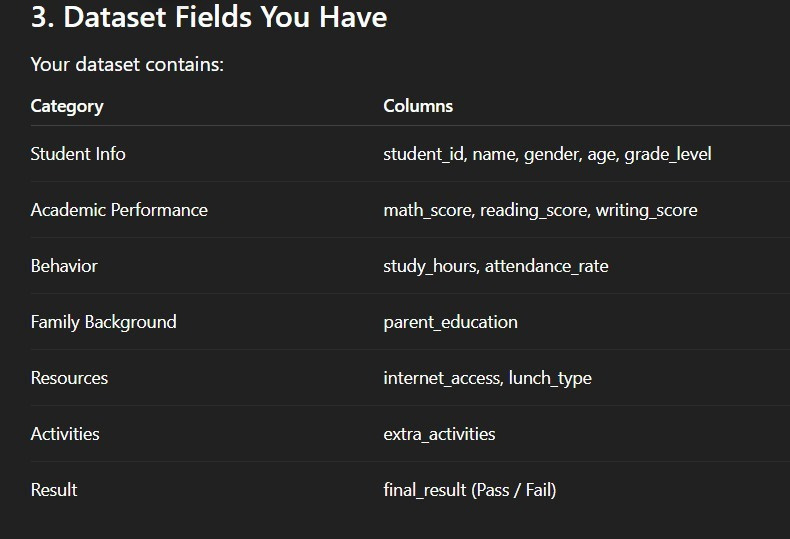 3. Dataset Fields You Have
Your dataset contains:
Category Columns
Student Info student_id, name, gender, age, grade_level
Academic Performance math_score, reading_score, writing_score
Behavior study_hours, attendance_rate
Family Background parent_education
Resources internet_access, lunch_type
Activities extra_activities
Result final_result (Pass / Fail)